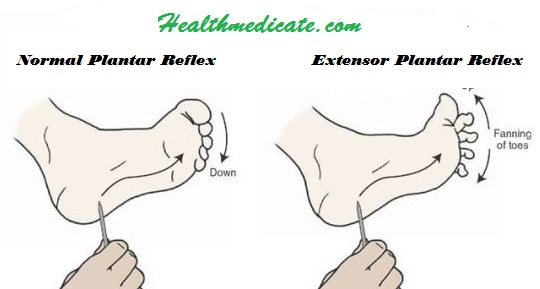 Healthmedicate.com
Normal Plantar Reflex
Extensor Plantar Reflex
Down
Fanning
of toes